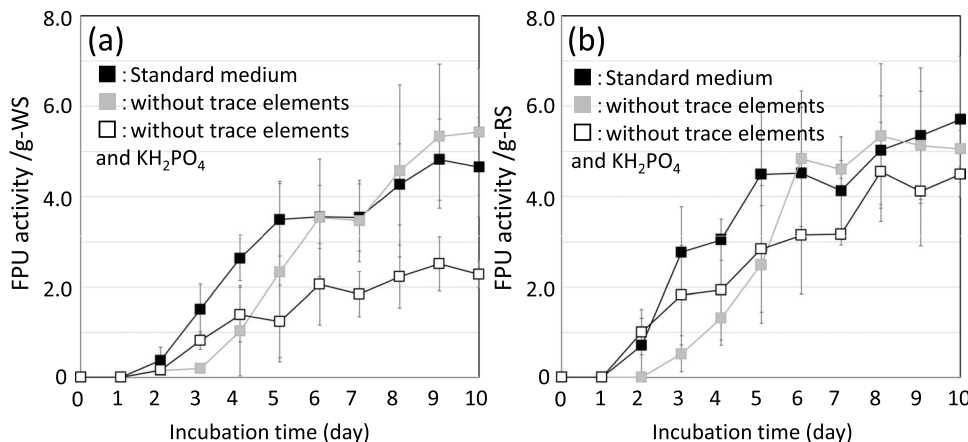 (a)
8.0
6.0
4.0
2.0
0
FPU activity /g-WS
: Standard medium
: without trace elements
: without trace elements
and KH₂PO₄
0 1 2 3 4 5 6 7 8 9 10
Incubation time (day)
(b)
8.0
6.0
4.0
2.0
0
FPU activity /g-RS
: Standard medium
: without trace elements
: without trace elements
and KH₂PO₄
0 1 2 3 4 5 6 7 8 9 10
Incubation time (day)